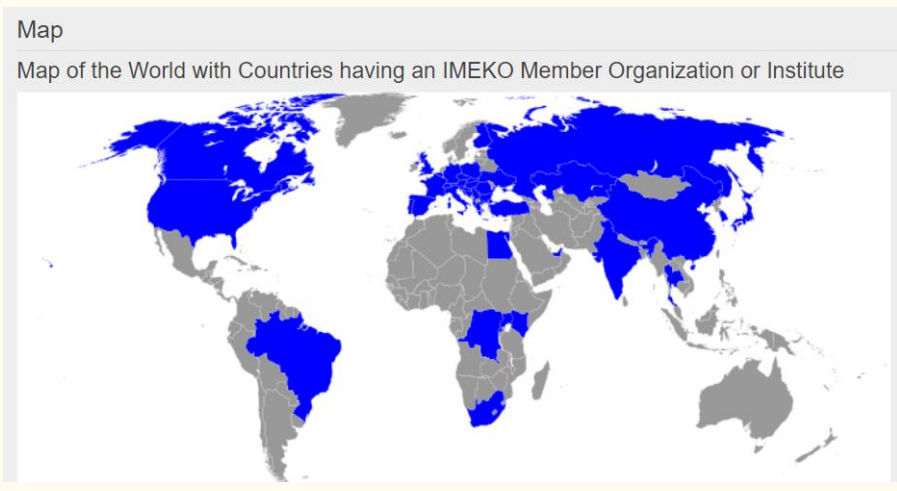 Map
Map of the World with Countries having an IMEKO Member Organization or Institute